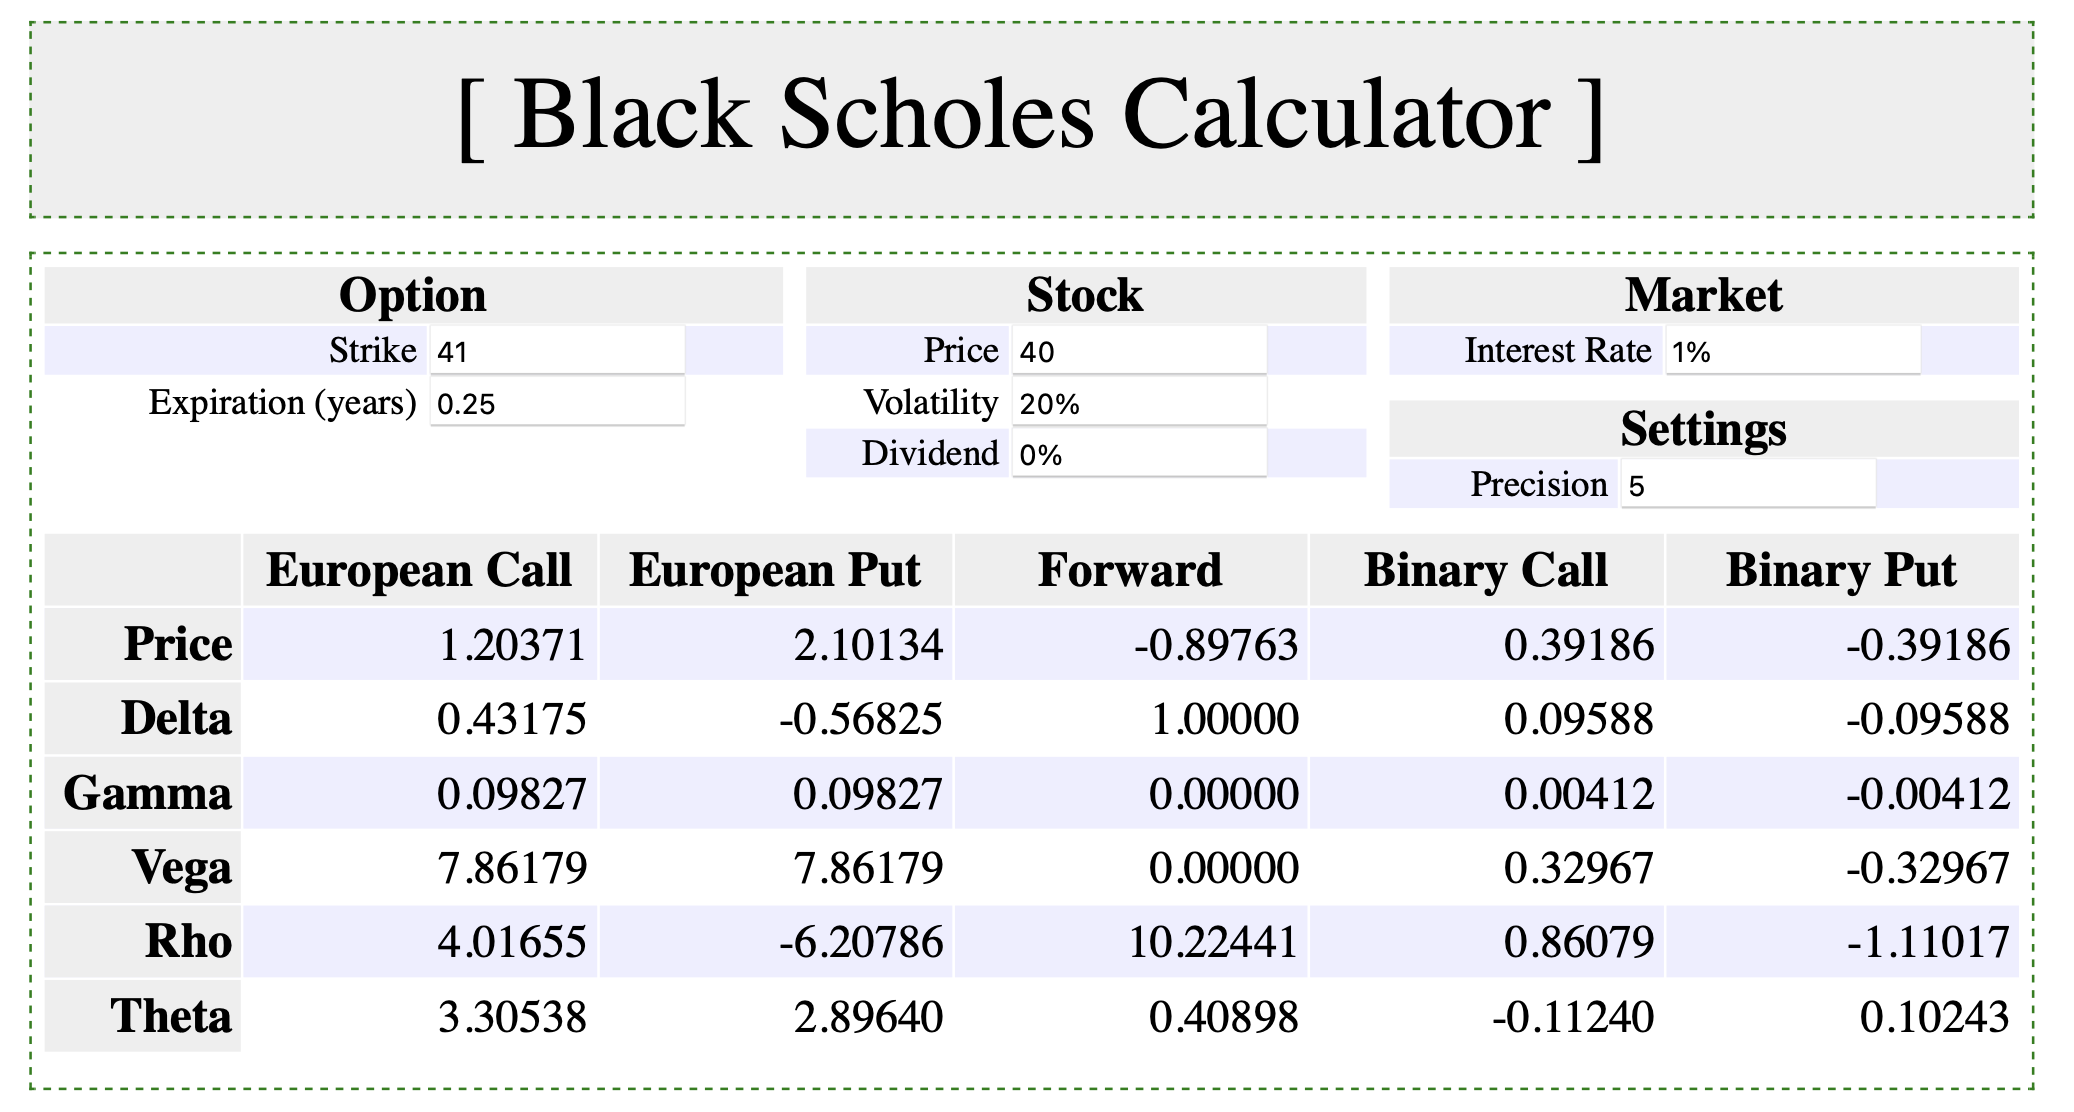 [ Black Scholes Calculator ]
Option
Strike 41
Expiration (years) 0.25
Stock
Price 40
Volatility 20%
Dividend 0%
Market
Interest Rate 1%
Settings
Precision 5
European Call European Put Forward Binary Call Binary Put
Price 1.20371 2.10134 -0.89763 0.39186 -0.39186
Delta 0.43175 -0.56825 1.00000 0.09588 -0.09588
Gamma 0.09827 0.09827 0.00000 0.00412 -0.00412
Vega 7.86179 7.86179 0.00000 0.32967 -0.32967
Rho 4.01655 -6.20786 10.22441 0.86079 -1.11017
Theta 3.30538 2.89640 0.40898 -0.11240 0.10243